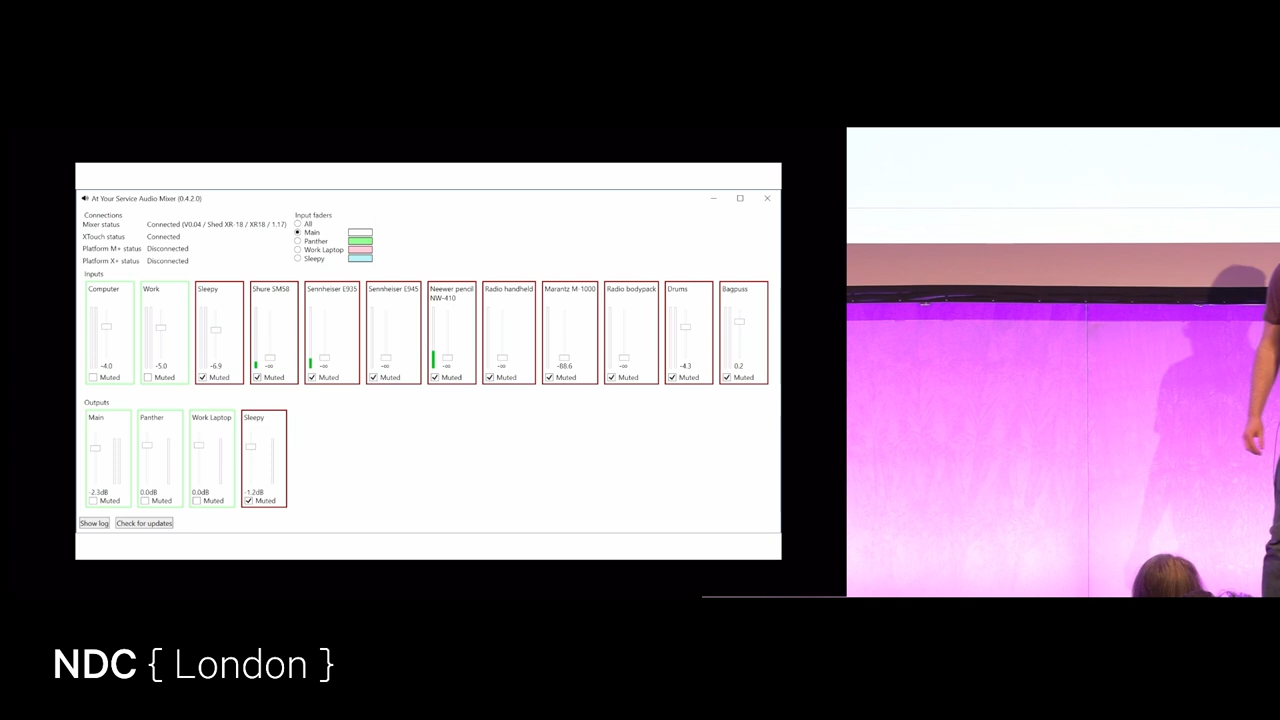 At Your Service Audio Mixer (0.4.2.0)
Connections
Mixer status Connected (V0.04 / Shed XR-18 / XR18 / 1.17)
XTouch status Connected
Platform M+ status Disconnected
Platform X+ status Disconnected
Input faders
All
Main
Panther
Work Laptop
Sleepy
Inputs
Computer Work Sleepy Shure SM58 Sennheiser E935 Sennheiser E945 Neewer pencil Radio handheld Marantz M-1000 Radio bodypack Drums Bagpuss
NW-410
-4.0 -5.0 -6.9 -∞ -∞ -∞ -∞ -∞ -88.6 -∞ -4.3 0.2
Muted Muted Muted Muted Muted Muted Muted Muted Muted Muted Muted Muted
Outputs
Main Panther Work Laptop Sleepy
-2.3dB 0.0dB 0.0dB -1.2dB
Muted Muted Muted Muted
Show log Check for updates
NDC { London }